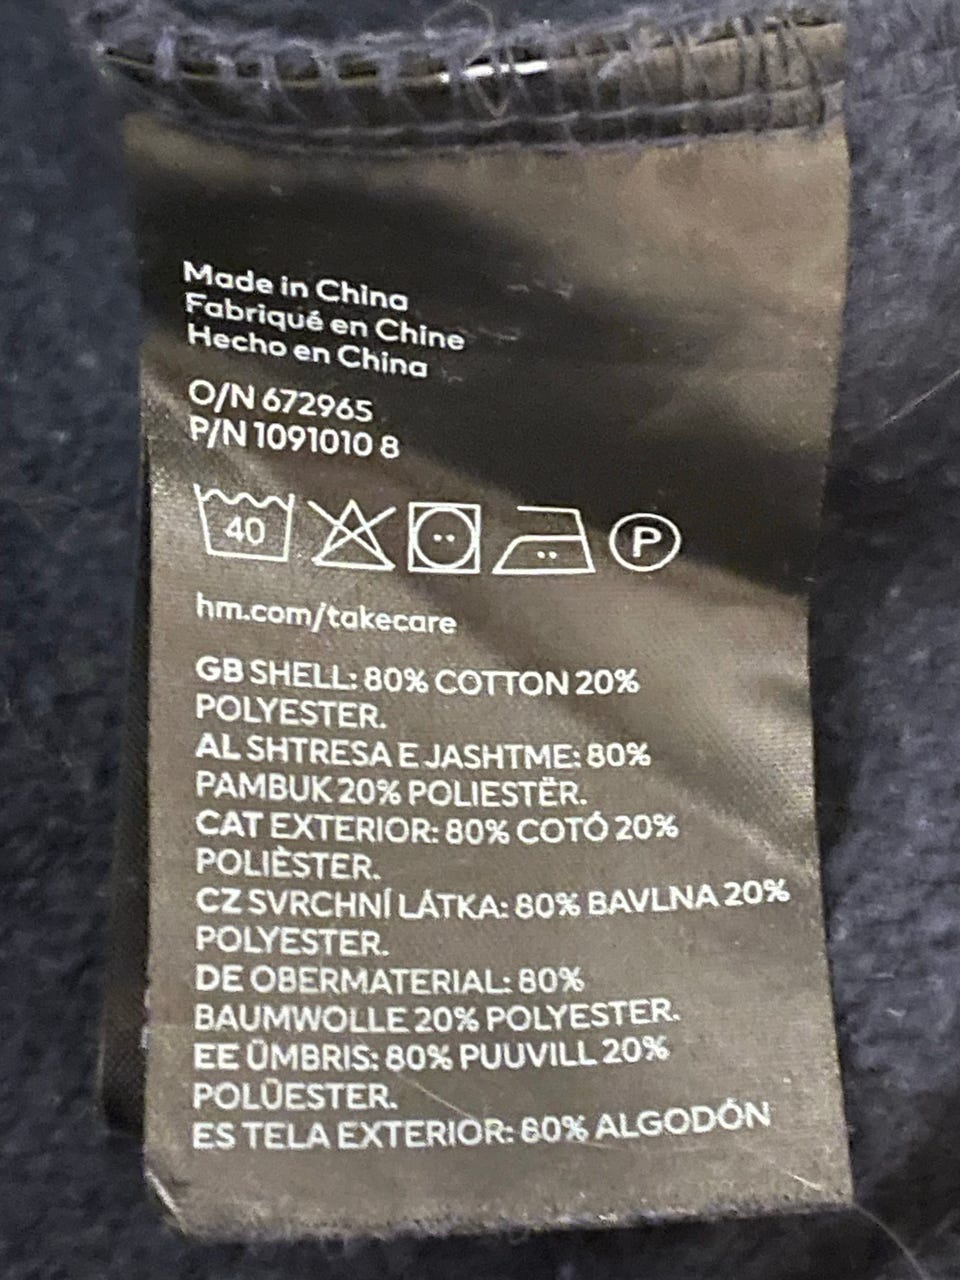 Made in China
Fabriqué en Chine
Hecho en China
O/N 672965
P/N 1091010 8
40
P
hm.com/takecare
GB SHELL: 80% COTTON 20%
POLYESTER.
AL SHTRESA E JASHTME: 80%
PAMBUK 20% POLIESTËR.
CAT EXTERIOR: 80% COTÓ 20%
POLIÈSTER.
CZ SVRCHNÍ LÁTKA: 80% BAVLNA 20%
POLYESTER.
DE OBERMATERIAL: 80%
BAUMWOLLE 20% POLYESTER.
EE ÜMBRIS: 80% PUUVILL 20%
POLÜESTER.
ES TELA EXTERIOR: 80% ALGODÓN